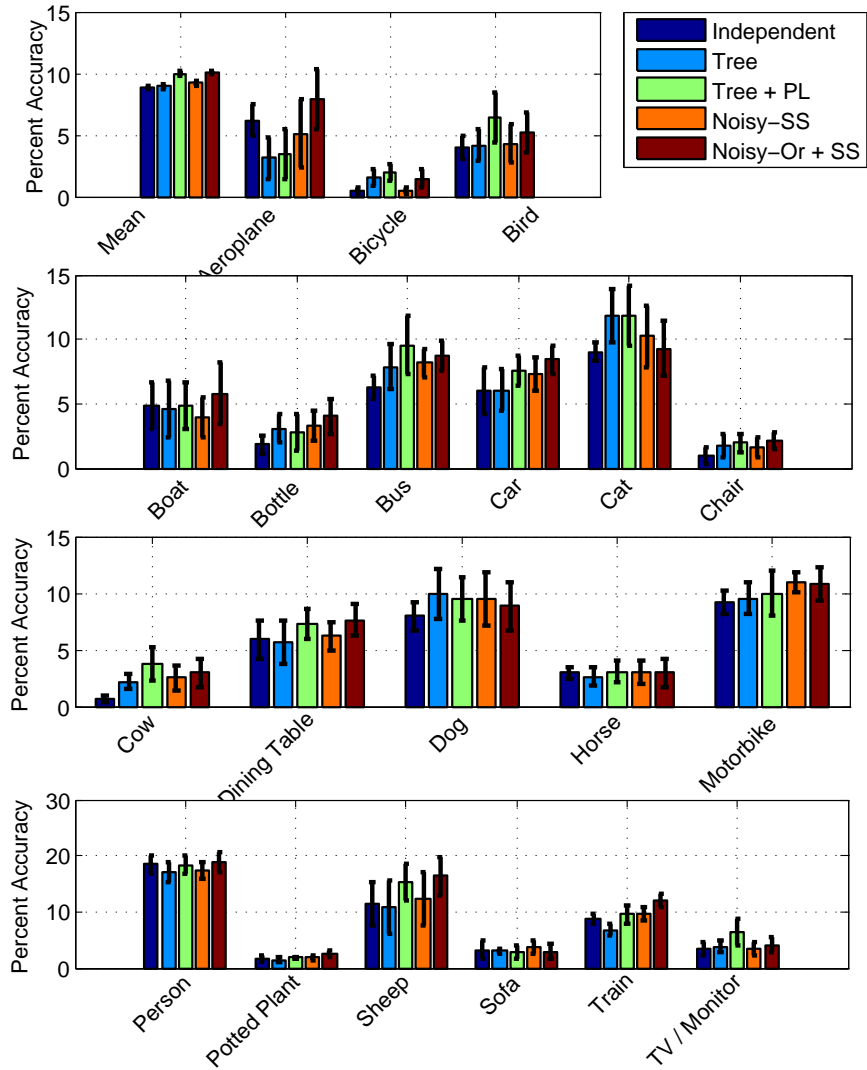 15
10
5
0
Percent Accuracy
Mean
Aeroplane
Bicycle
Bird
Independent
Tree
Tree + PL
Noisy−SS
Noisy−Or + SS
15
10
5
0
Percent Accuracy
Boat
Bottle
Bus
Car
Cat
Chair
15
10
5
0
Percent Accuracy
Cow
Dining Table
Dog
Horse
Motorbike
30
20
10
0
Percent Accuracy
Person
Potted Plant
Sheep
Sofa
Train
TV / Monitor